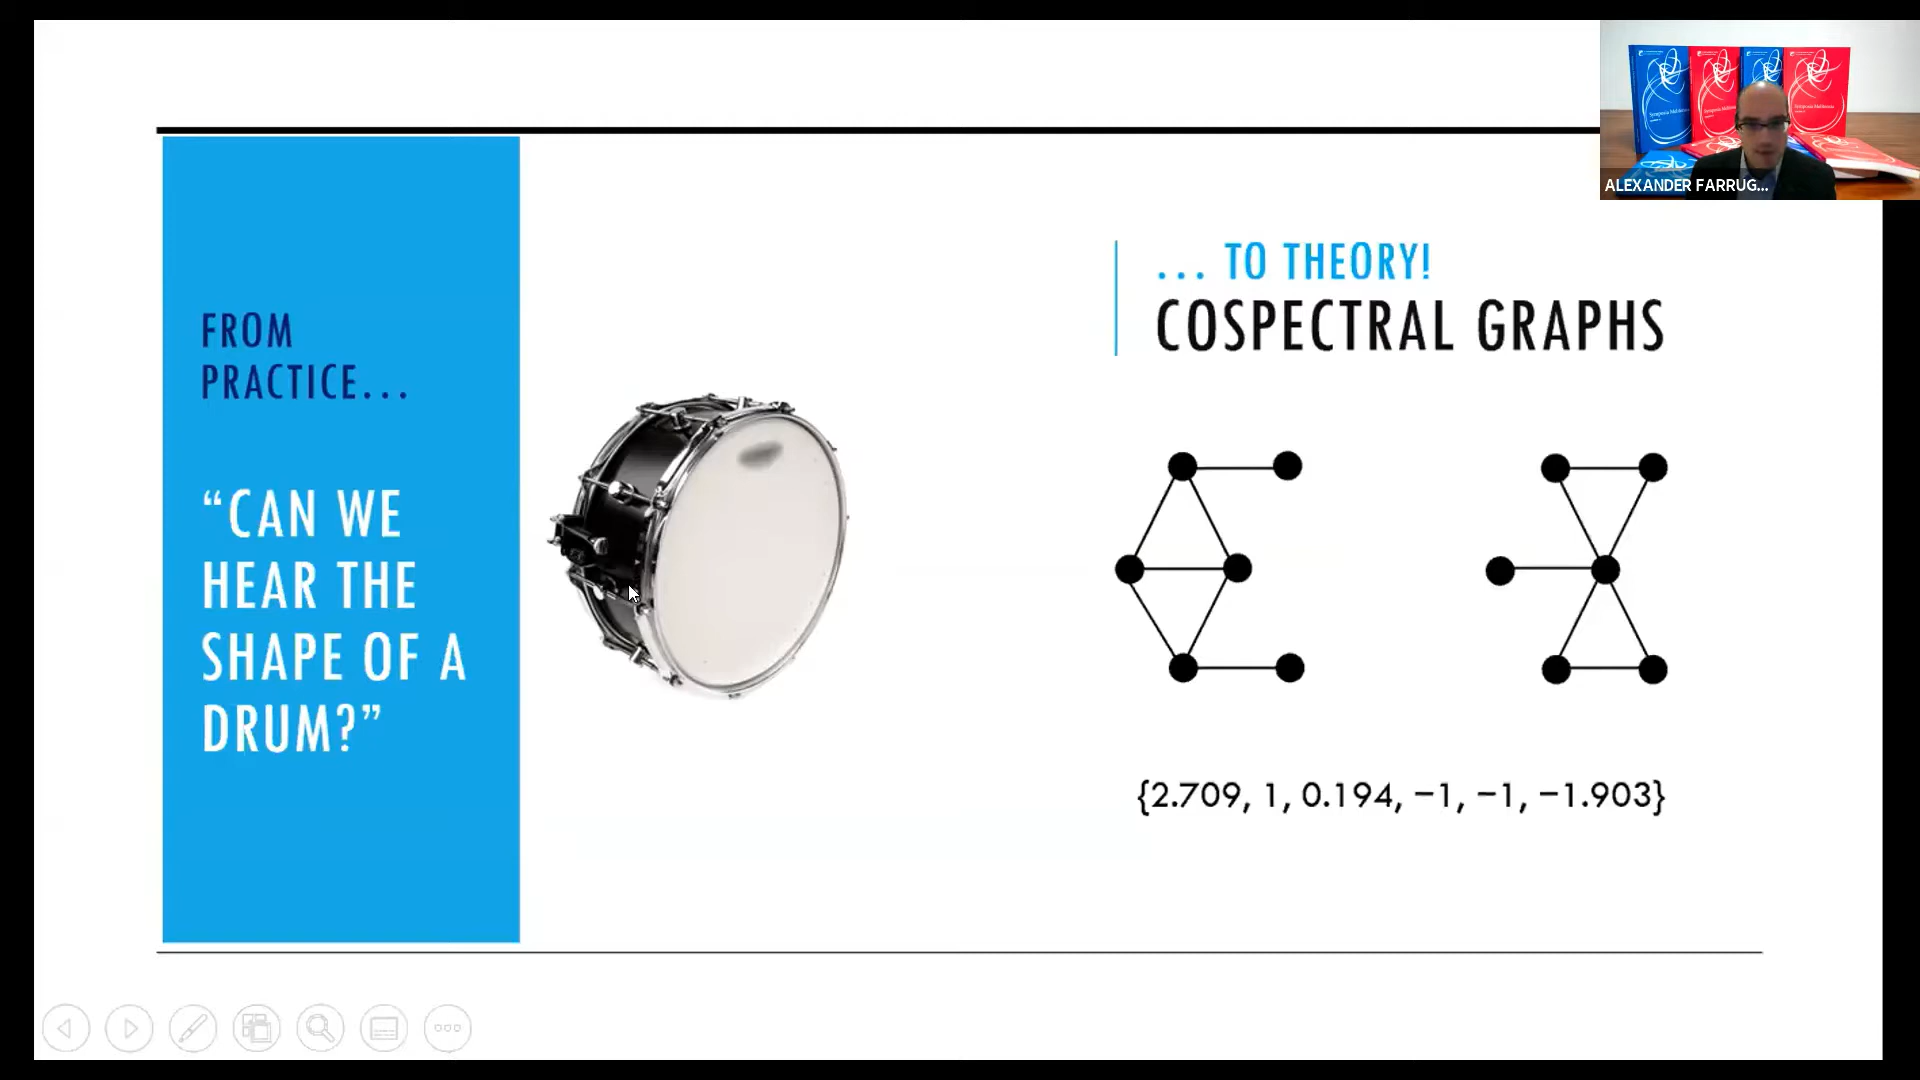 FROM
PRACTICE...
“CAN WE
HEAR THE
SHAPE OF A
DRUM?”
... TO THEORY!
COSPECTRAL GRAPHS
{2.709, 1, 0.194, −1, −1, −1.903}
ALEXANDER FARRUG...